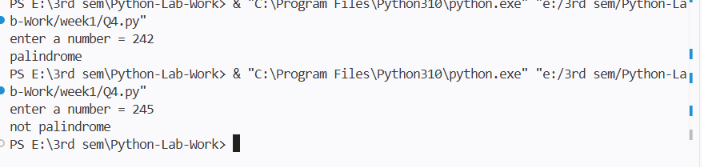 PS E:\3rd sem\Python-Lab-Work> & "C:\Program Files\Python310\python.exe" "e:/3rd sem/Python-La
b-Work/week1/Q4.py"
enter a number = 242
palindrome
PS E:\3rd sem\Python-Lab-Work> & "C:\Program Files\Python310\python.exe" "e:/3rd sem/Python-La
b-Work/week1/Q4.py"
enter a number = 245
not palindrome
PS E:\3rd sem\Python-Lab-Work>